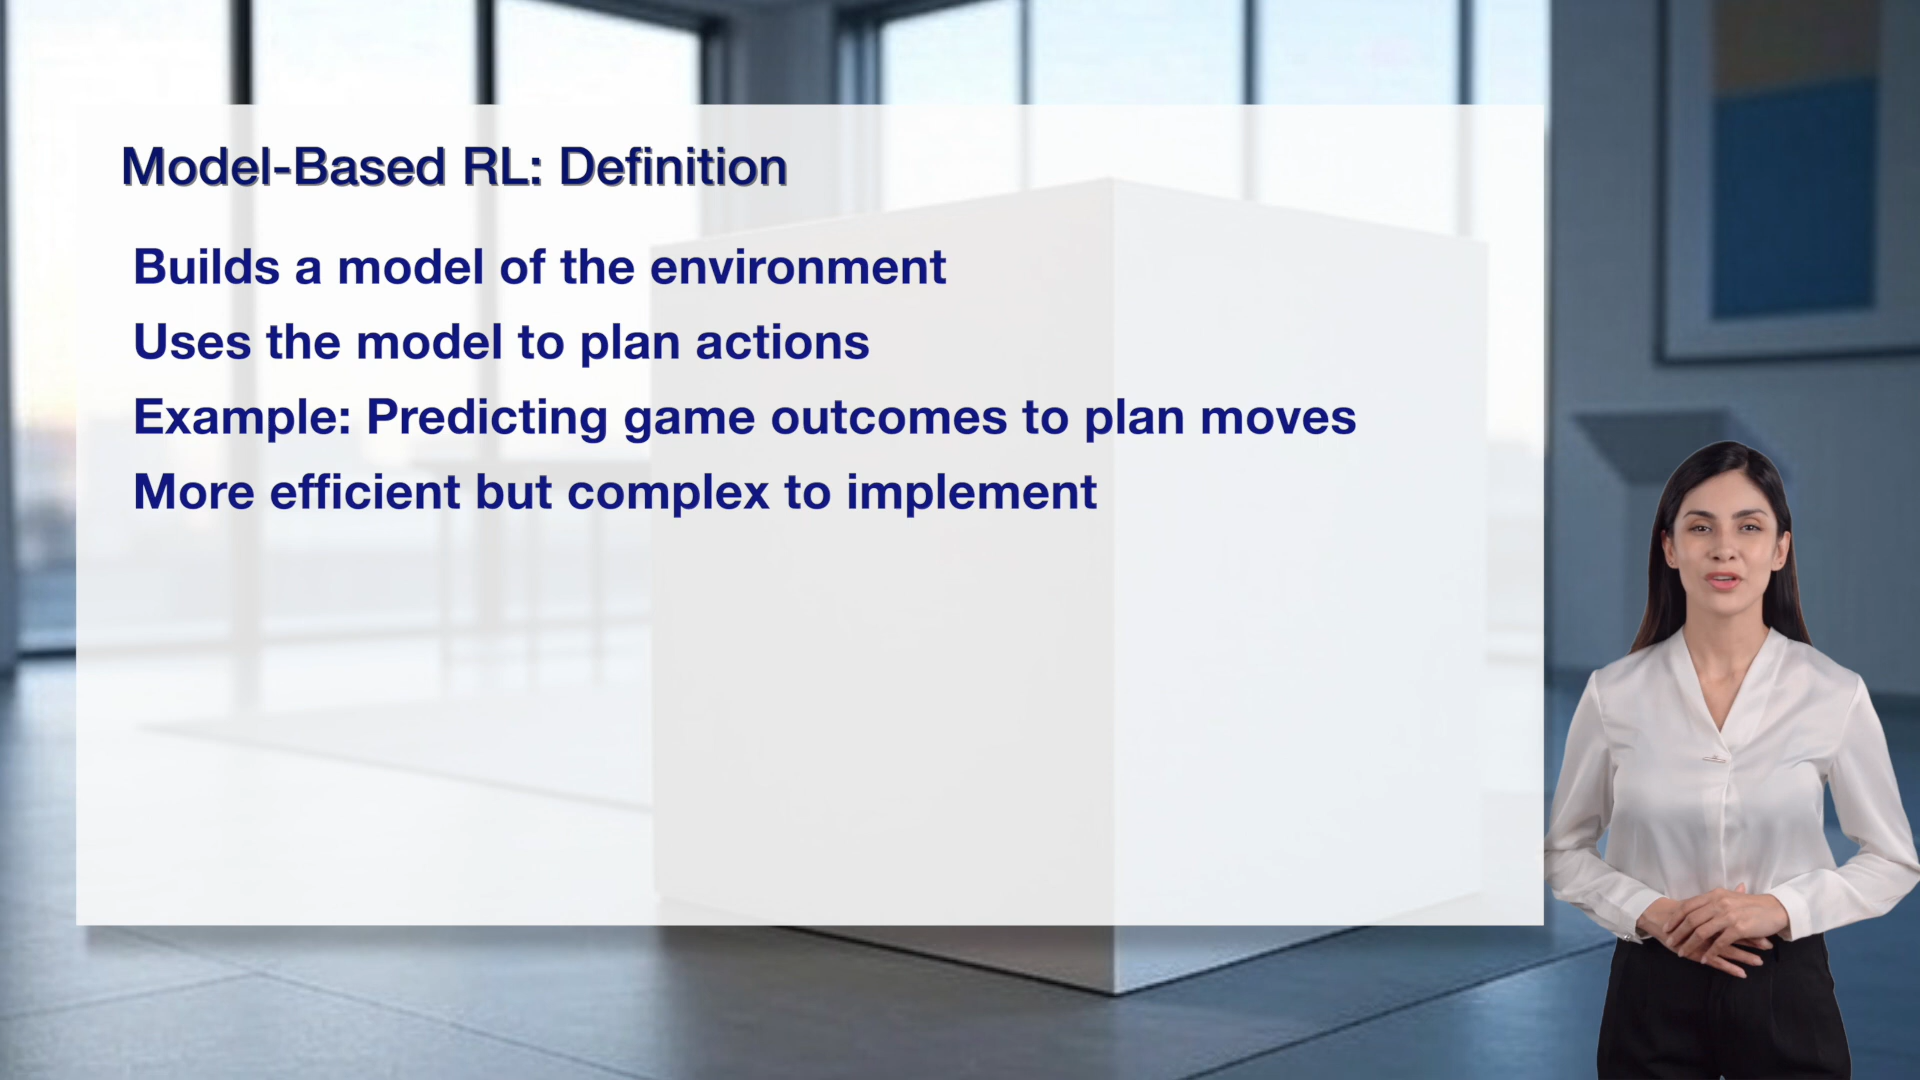 Model-Based RL: Definition
Builds a model of the environment
Uses the model to plan actions
Example: Predicting game outcomes to plan moves
More efficient but complex to implement